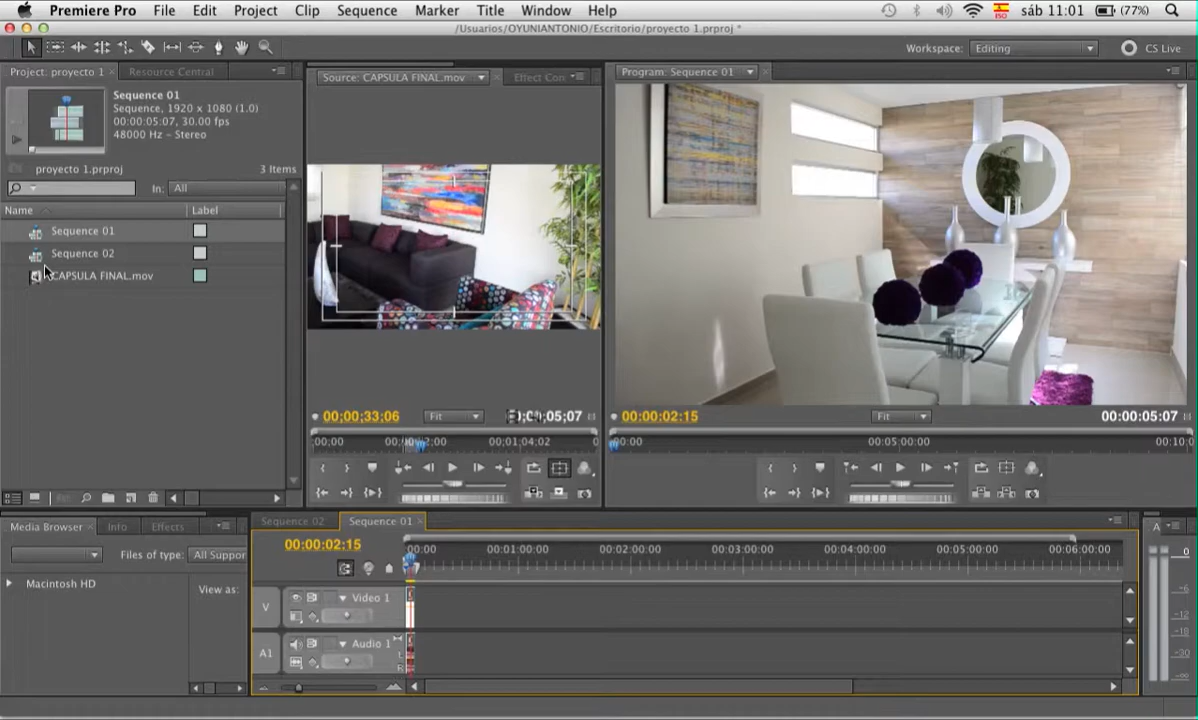 Premiere Pro File Edit Project Clip Sequence Marker Title Window Help sáb 11:01 (77%)
/Usuarios/OYUNIANTONIO/Escritorio/proyecto 1.prproj *
Workspace: Editing CS Live
Project: proyecto 1 Resource Central
Source: CAPSULA FINAL.mov Effect Con
Program: Sequence 01
Sequence 01
Sequence, 1920 x 1080 (1.0)
00:00:05:07, 30.00 fps
48000 Hz - Stereo
proyecto 1.prproj 3 Items
In: All
Name Label
Sequence 01
Sequence 02
CAPSULA FINAL.mov
00;00;33;06 Fit
00:00:02:15 Fit 00:00:05:07
00;01;04;02
00:00 00:05:00:00 00:10:0
Media Browser Info Effects
Sequence 02 Sequence 01
A
Files of type: All Suppor
Macintosh HD View as:
00:00:02:15
00:00 00:01:00:00 00:02:00:00 00:03:00:00 00:04:00:00 00:05:00:00 00:06:00:00
V Video 1
A1 Audio 1
L
R
0
-6
-12
-18
-30